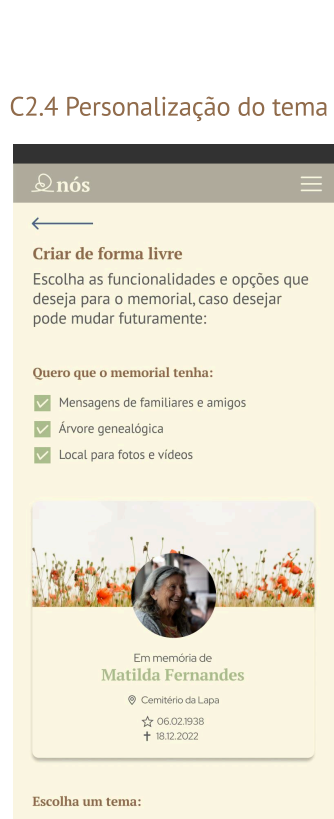 C2.4 Personalização do tema
nós
Criar de forma livre
Escolha as funcionalidades e opções que
deseja para o memorial, caso desejar
pode mudar futuramente:
Quero que o memorial tenha:
Mensagens de familiares e amigos
Árvore genealógica
Local para fotos e vídeos
Em memória de
Matilda Fernandes
Cemitério da Lapa
06.02.1938
18.12.2022
Escolha um tema: